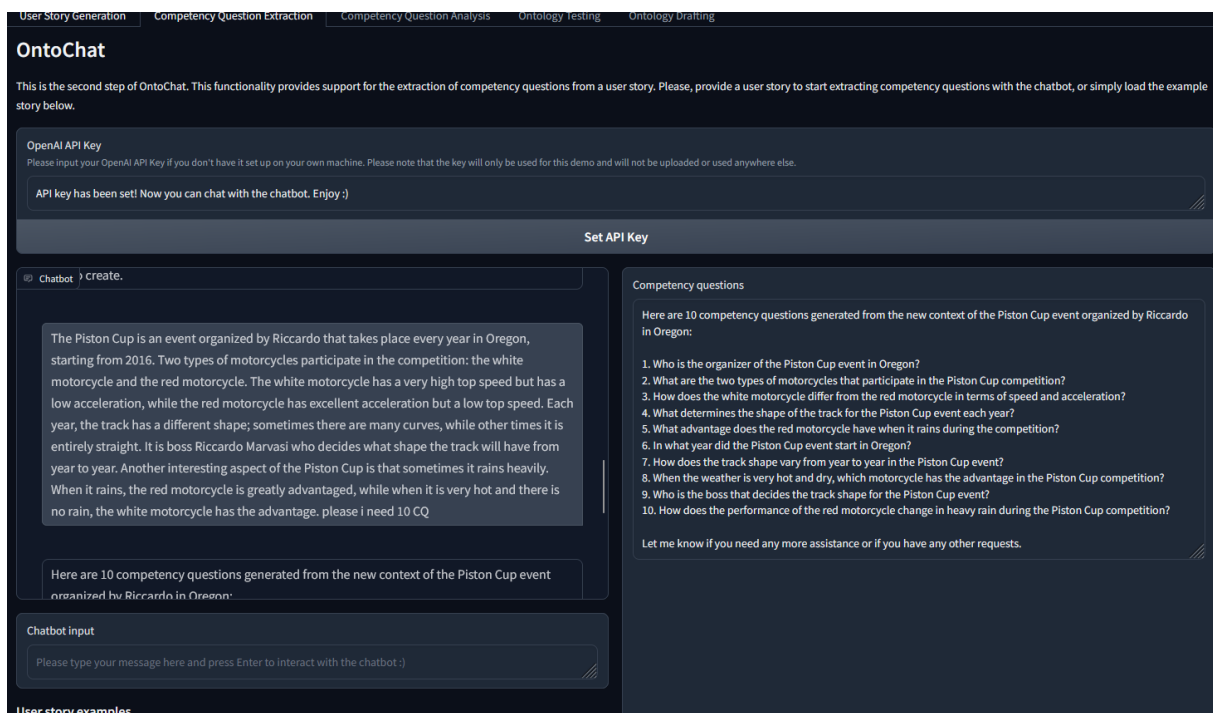 User Story Generation
Competency Question Extraction
Competency Question Analysis
Ontology Testing
Ontology Drafting
OntoChat
This is the second step of OntoChat. This functionality provides support for the extraction of competency questions from a user story. Please, provide a user story to start extracting competency questions with the chatbot, or simply load the example
story below.
OpenAI API Key
Please input your OpenAI API Key if you don't have it set up on your own machine. Please note that the key will only be used for this demo and will not be uploaded or used anywhere else.
API key has been set! Now you can chat with the chatbot. Enjoy :)
Set API Key
Chatbot
create.
The Piston Cup is an event organized by Riccardo that takes place every year in Oregon,
starting from 2016. Two types of motorcycles participate in the competition: the white
motorcycle and the red motorcycle. The white motorcycle has a very high top speed but has a
low acceleration, while the red motorcycle has excellent acceleration but a low top speed. Each
year, the track has a different shape; sometimes there are many curves, while other times it is
entirely straight. It is boss Riccardo Marvasi who decides what shape the track will have from
year to year. Another interesting aspect of the Piston Cup is that sometimes it rains heavily.
When it rains, the red motorcycle is greatly advantaged, while when it is very hot and there is
no rain, the white motorcycle has the advantage. please i need 10 CQ
Here are 10 competency questions generated from the new context of the Piston Cup event
organized by Riccardo in Oregon:
Chatbot input
Please type your message here and press Enter to interact with the chatbot :)
User story examples
Competency questions
Here are 10 competency questions generated from the new context of the Piston Cup event organized by Riccardo
in Oregon:
1. Who is the organizer of the Piston Cup event in Oregon?
2. What are the two types of motorcycles that participate in the Piston Cup competition?
3. How does the white motorcycle differ from the red motorcycle in terms of speed and acceleration?
4. What determines the shape of the track for the Piston Cup event each year?
5. What advantage does the red motorcycle have when it rains during the competition?
6. In what year did the Piston Cup event start in Oregon?
7. How does the track shape vary from year to year in the Piston Cup event?
8. When the weather is very hot and dry, which motorcycle has the advantage in the Piston Cup competition?
9. Who is the boss that decides the track shape for the Piston Cup event?
10. How does the performance of the red motorcycle change in heavy rain during the Piston Cup competition?
Let me know if you need any more assistance or if you have any other requests.